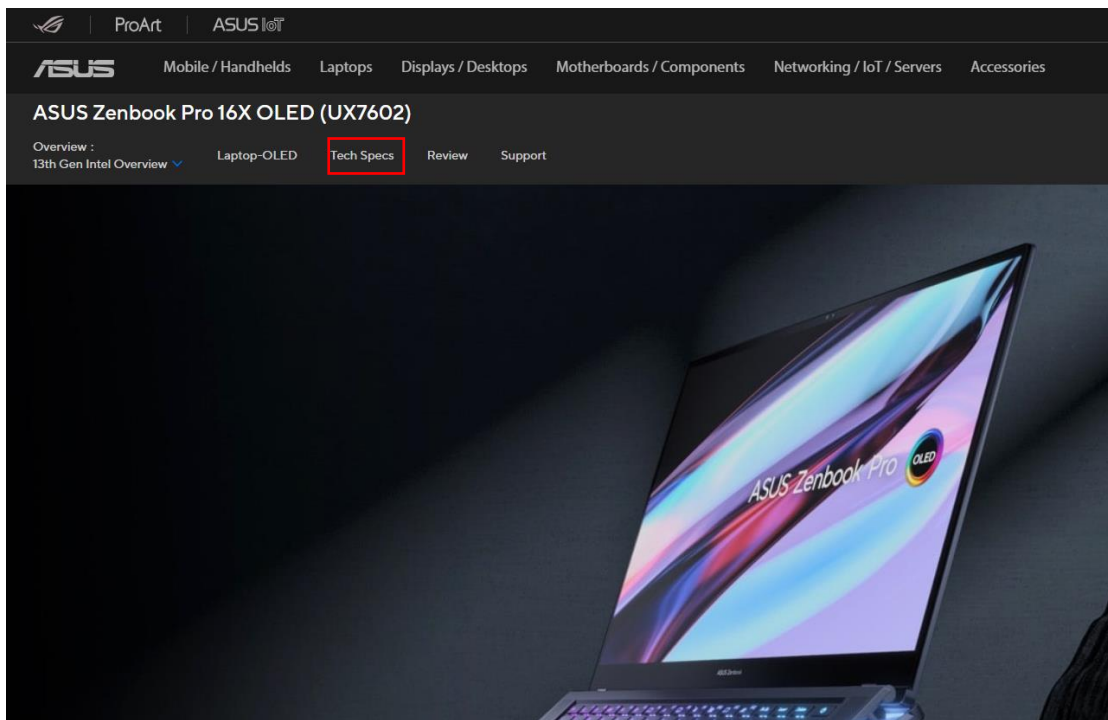 ProArt ASUS IoT
ASUS Mobile / Handhelds Laptops Displays / Desktops Motherboards / Components Networking / IoT / Servers Accessories
ASUS Zenbook Pro 16X OLED (UX7602)
Overview :
13th Gen Intel Overview Laptop-OLED Tech Specs Review Support
ASUS Zenbook Pro OLED